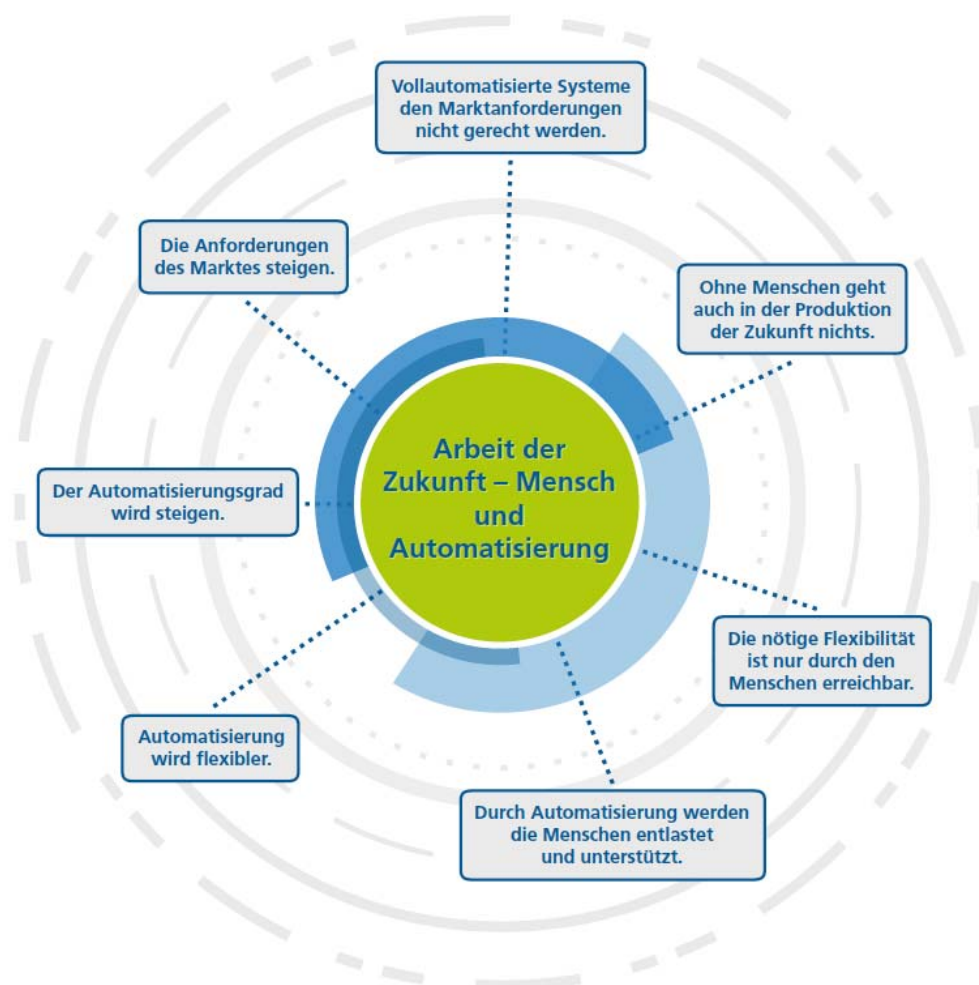 Vollautomatisierte Systeme
den Marktanforderungen
nicht gerecht werden.
Die Anforderungen
des Marktes steigen.
Ohne Menschen geht
auch in der Produktion
der Zukunft nichts.
Arbeit der
Zukunft – Mensch
und
Automatisierung
Der Automatisierungsgrad
wird steigen.
Die nötige Flexibilität
ist nur durch den
Menschen erreichbar.
Automatisierung
wird flexibler.
Durch Automatisierung werden
die Menschen entlastet
und unterstützt.